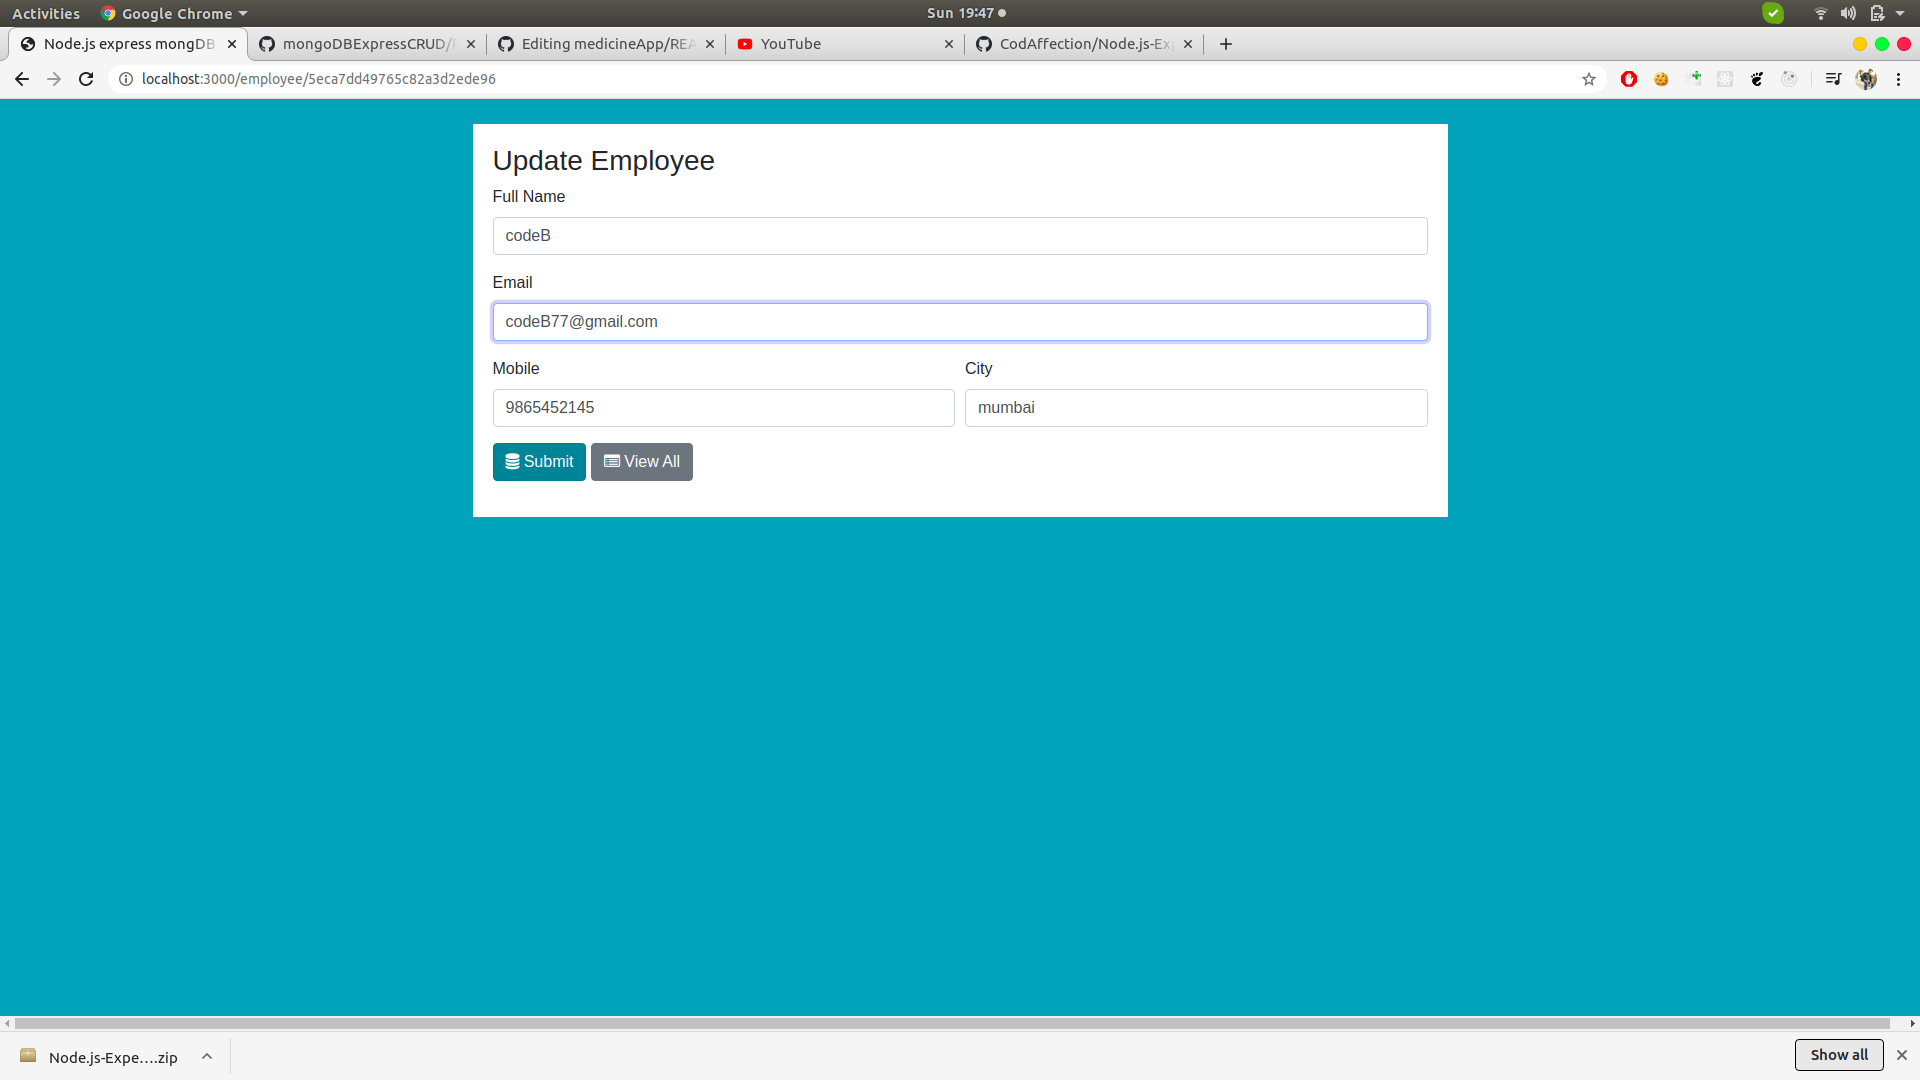 Activities
Google Chrome
Sun 19:47
Node.js express mongDB
mongoDBExpressCRUD/
Editing medicineApp/REA
YouTube
CodAffection/Node.js-Ex
localhost:3000/employee/5eca7dd49765c82a3d2ede96
Update Employee
Full Name
codeB
Email
codeB77@gmail.com
Mobile City
9865452145 mumbai
Submit View All
Node.js-Expe....zip
Show all